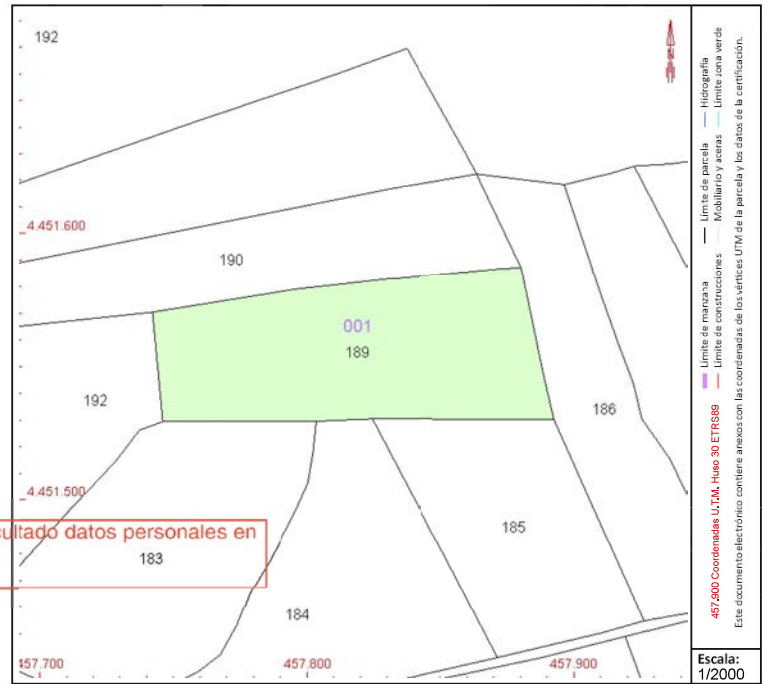 192
4.451.600
190
001
189
192
186
4.451.500
185
cultado datos personales en
183
184
457.700
457.800
457.900
N
Límite de manzana
Límite de parcela
Hidrografía
Límite de construcciones
Mobiliario y aceras
Límite zona verde
457.900 Coordenadas U.T.M. Huso 30 ETRS89
Este documento electrónico contiene anexos con las coordenadas de los vértices UTM de la parcela y los datos de la certificación.
Escala:
1/2000